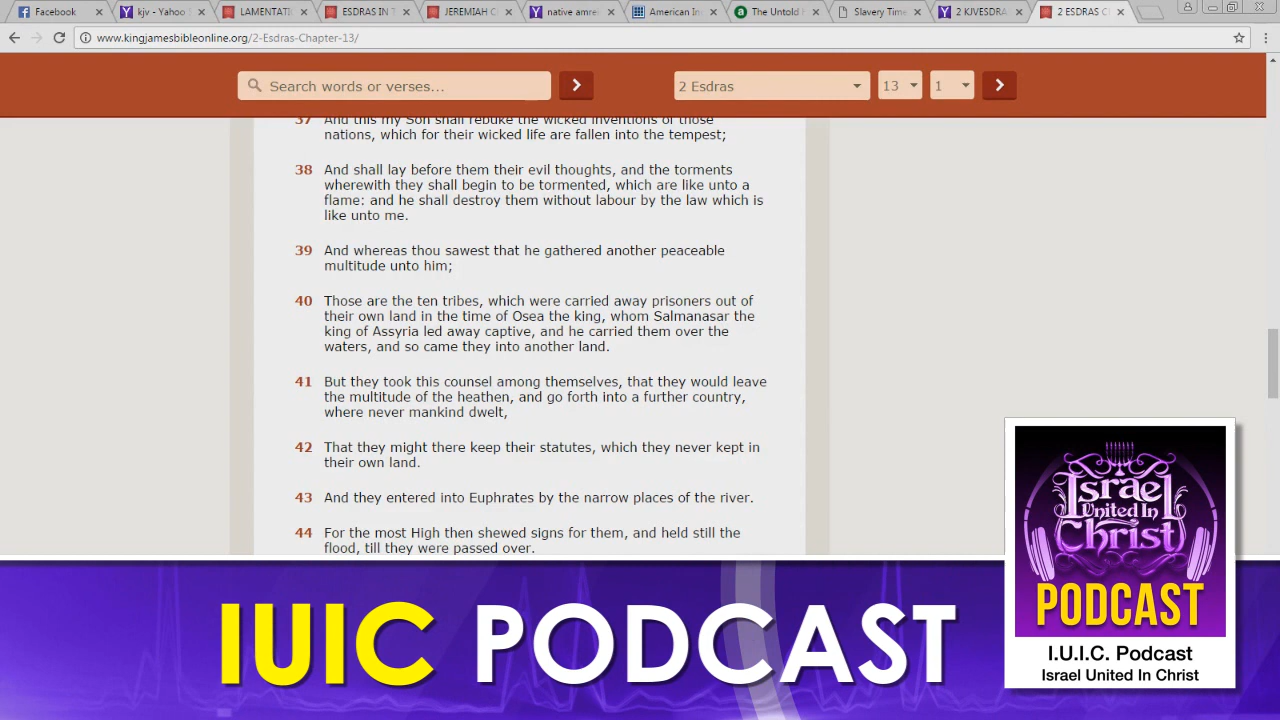 Facebook
kjv - Yahoo
LAMENTATI
ESDRAS IN T
JEREMIAH C
native amre
American In
The Untold H
Slavery Time
2 KJVESDRA
2 ESDRAS C
www.kingjamesbibleonline.org/2-Esdras-Chapter-13/
Search words or verses...
2 Esdras
13
1
37 And this my Son shall rebuke the wicked inventions of those
nations, which for their wicked life are fallen into the tempest;
38 And shall lay before them their evil thoughts, and the torments
wherewith they shall begin to be tormented, which are like unto a
flame: and he shall destroy them without labour by the law which is
like unto me.
39 And whereas thou sawest that he gathered another peaceable
multitude unto him;
40 Those are the ten tribes, which were carried away prisoners out of
their own land in the time of Osea the king, whom Salmanasar the
king of Assyria led away captive, and he carried them over the
waters, and so came they into another land.
41 But they took this counsel among themselves, that they would leave
the multitude of the heathen, and go forth into a further country,
where never mankind dwelt,
42 That they might there keep their statutes, which they never kept in
their own land.
43 And they entered into Euphrates by the narrow places of the river.
44 For the most High then shewed signs for them, and held still the
flood, till they were passed over.
Israel
United In
Christ
PODCAST
I.U.I.C. Podcast
Israel United In Christ
IUIC PODCAST